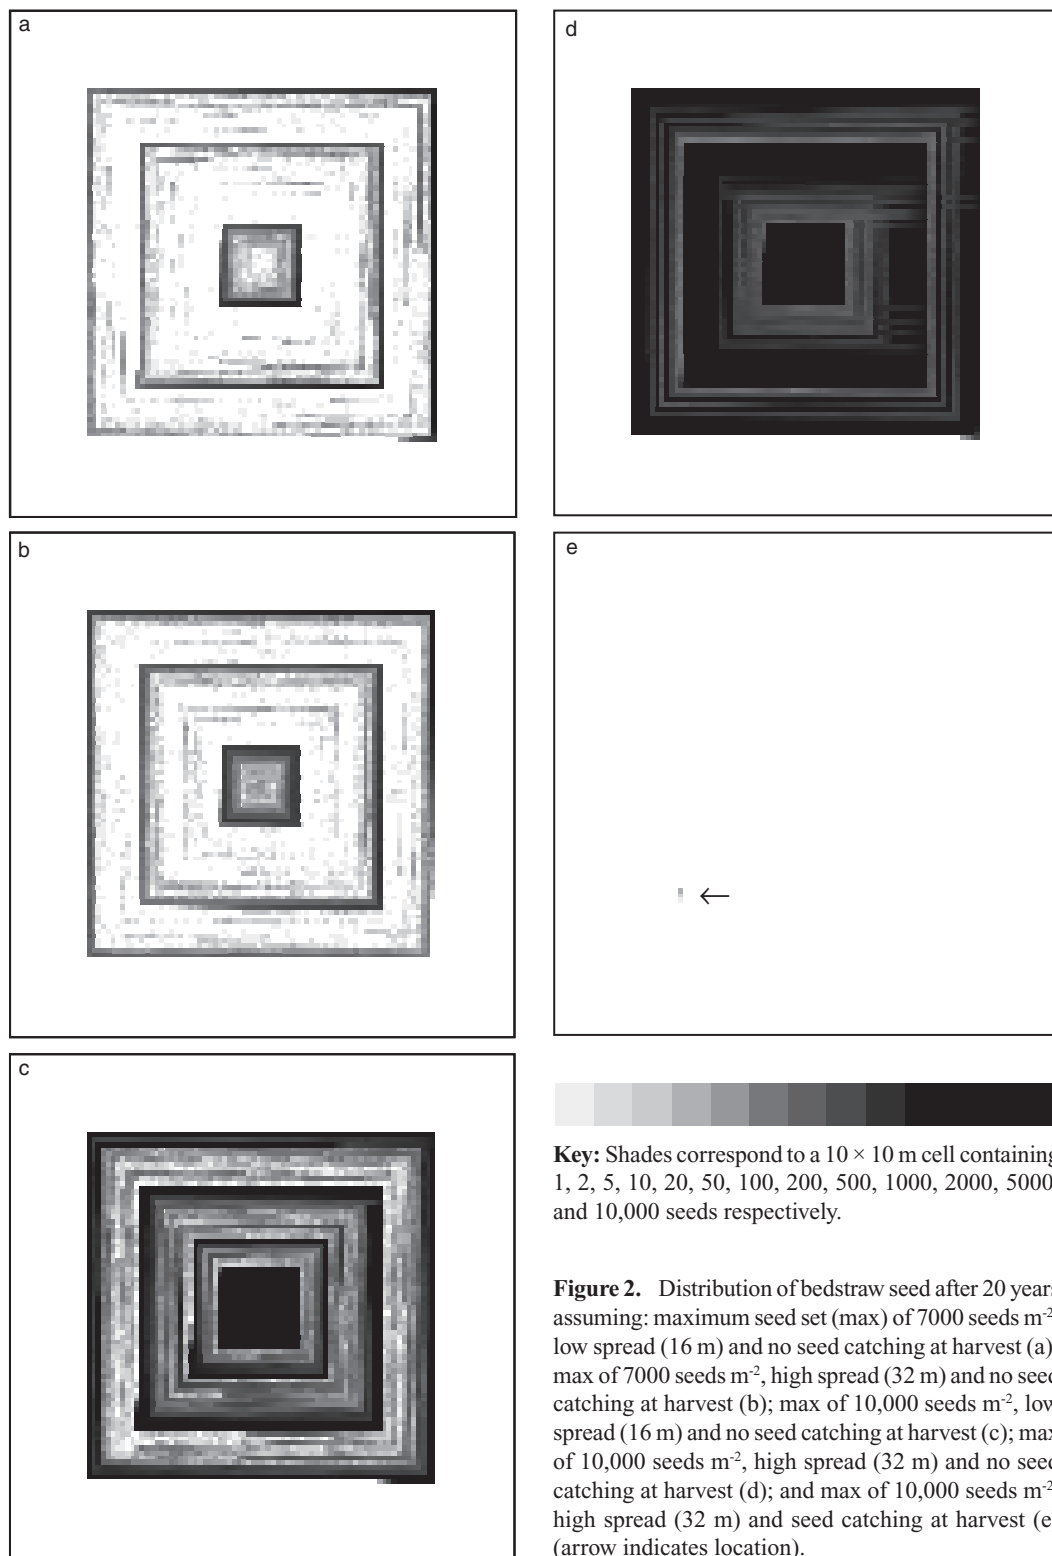 a
d
b
e
c
Key: Shades correspond to a 10 × 10 m cell containing
1, 2, 5, 10, 20, 50, 100, 200, 500, 1000, 2000, 5000
and 10,000 seeds respectively.
Figure 2. Distribution of bedstraw seed after 20 years
assuming: maximum seed set (max) of 7000 seeds m-2
low spread (16 m) and no seed catching at harvest (a)
max of 7000 seeds m-2, high spread (32 m) and no seed
catching at harvest (b); max of 10,000 seeds m-2, low
spread (16 m) and no seed catching at harvest (c); max
of 10,000 seeds m-2, high spread (32 m) and no seed
catching at harvest (d); and max of 10,000 seeds m-2
high spread (32 m) and seed catching at harvest (e)
(arrow indicates location).